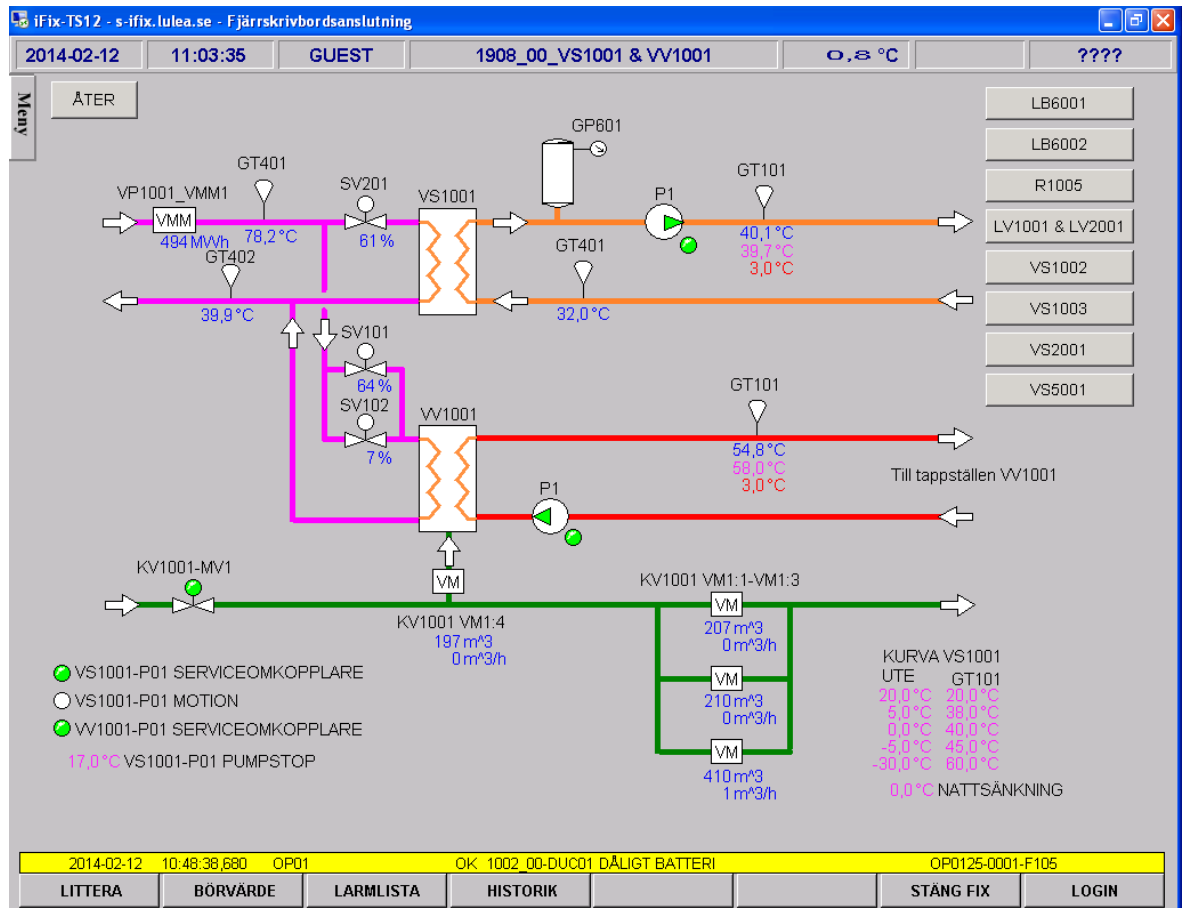 iFix-TS12 - s-ifix.lulea.se - Fjärrskrivbordsanslutning
2014-02-12 11:03:35 GUEST 1908_00_VS1001 & VV1001 0,8 °C ????
Meny
ÅTER
LB6001
LB6002
R1005
LV1001 & LV2001
VS1002
VS1003
VS2001
VS5001
GP601
GT401
SV201
VP1001_VMM1
VS1001
P1
GT101
VMM
494 MWh
78,2 °C
61 %
40,1 °C
39,7 °C
3,0 °C
GT402
GT401
39,9 °C
32,0 °C
SV101
64 %
SV102
7 %
VV1001
GT101
54,8 °C
58,0 °C
3,0 °C
Till tappställen VV1001
P1
KV1001-MV1
VM
KV1001 VM1:4
197 m^3
0 m^3/h
KV1001 VM1:1-VM1:3
VM
207 m^3
0 m^3/h
VM
210 m^3
0 m^3/h
VM
410 m^3
1 m^3/h
VS1001-P01 SERVICEOMKOPPLARE
VS1001-P01 MOTION
VV1001-P01 SERVICEOMKOPPLARE
17,0 °C VS1001-P01 PUMPSTOP
KURVA VS1001
UTE GT101
20,0 °C 20,0 °C
5,0 °C 38,0 °C
0,0 °C 40,0 °C
-5,0 °C 45,0 °C
-30,0 °C 60,0 °C
0,0 °C NATTSÄNKNING
2014-02-12 10:48:38,680 OP01 OK 1002_00-DUC01 DÅLIGT BATTERI OP0125-0001-F105
LITTERA BÖRVÄRDE LARMLISTA HISTORIK STÄNG FIX LOGIN